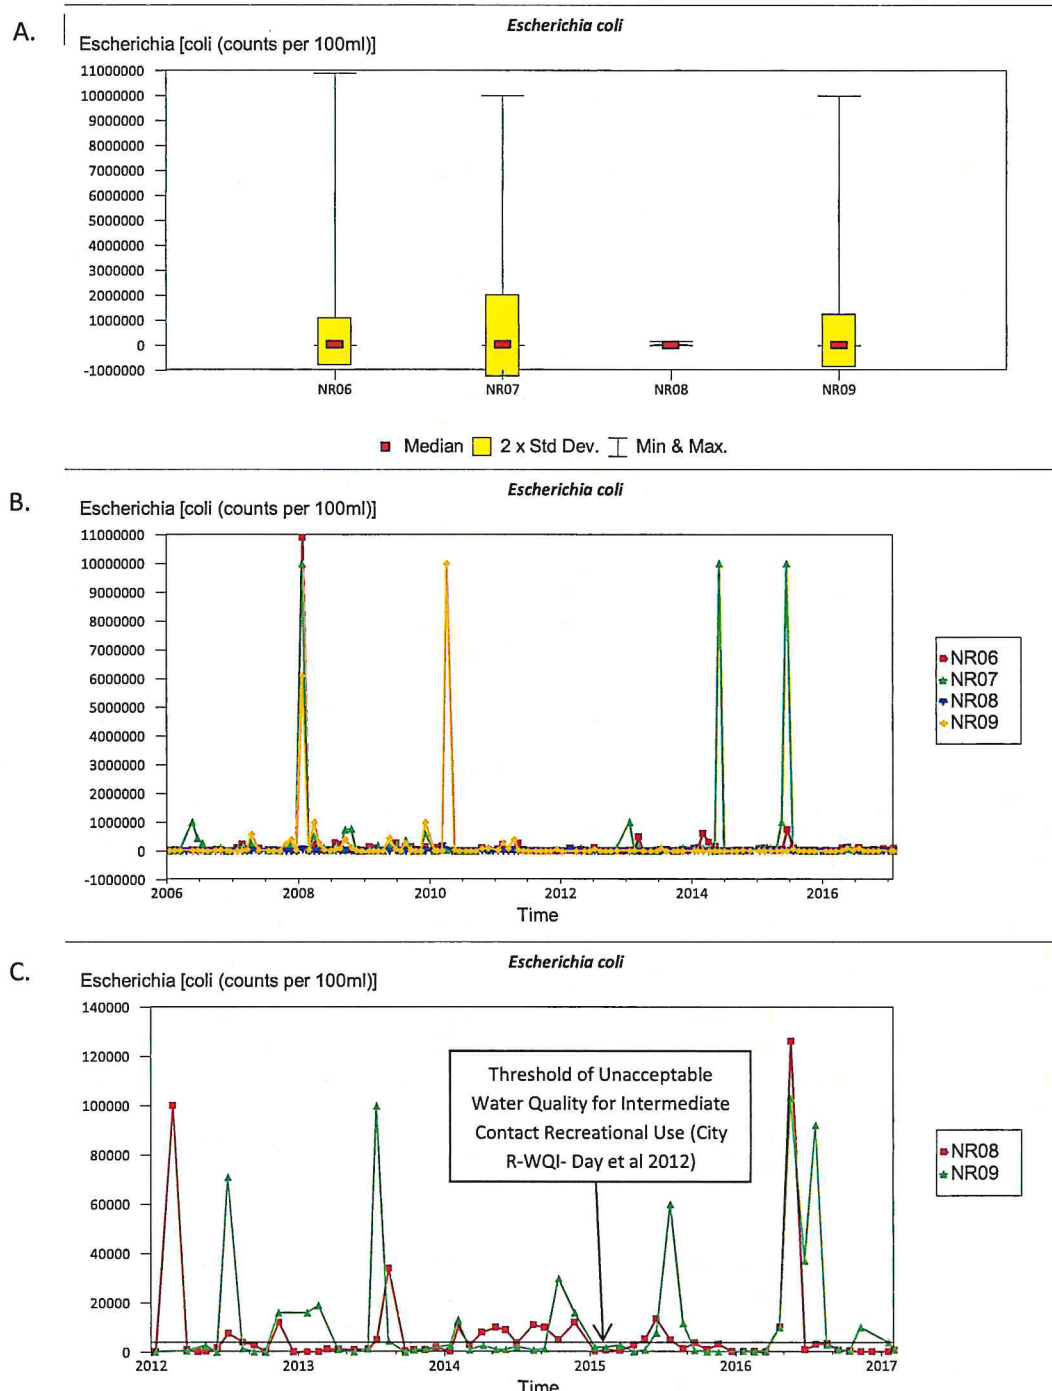 A.
Escherichia coli
Escherichia [coli (counts per 100ml)]
11000000
10000000
9000000
8000000
7000000
6000000
5000000
4000000
3000000
2000000
1000000
0
-1000000
NR06 NR07 NR08 NR09
Median 2 x Std Dev. Min & Max.
B.
Escherichia coli
Escherichia [coli (counts per 100ml)]
11000000
10000000
9000000
8000000
7000000
6000000
5000000
4000000
3000000
2000000
1000000
0
-1000000
2006 2008 2010 2012 2014 2016
Time
NR06
NR07
NR08
NR09
C.
Escherichia coli
Escherichia [coli (counts per 100ml)]
140000
120000
100000
80000
60000
40000
20000
0
2012 2013 2014 2015 2016 2017
Time
Threshold of Unacceptable
Water Quality for Intermediate
Contact Recreational Use (City
R-WQI- Day et al 2012)
NR08
NR09